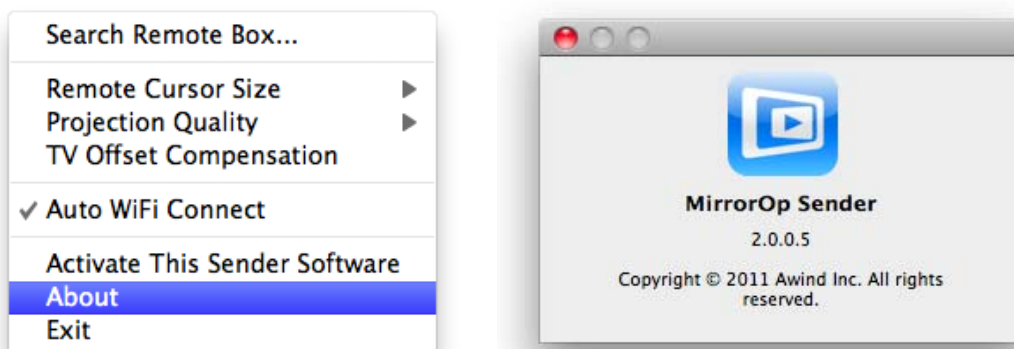 Search Remote Box...
Remote Cursor Size
Projection Quality
TV Offset Compensation
Auto WiFi Connect
Activate This Sender Software
About
Exit
MirrorOp Sender
2.0.0.5
Copyright © 2011 Awind Inc. All rights
reserved.